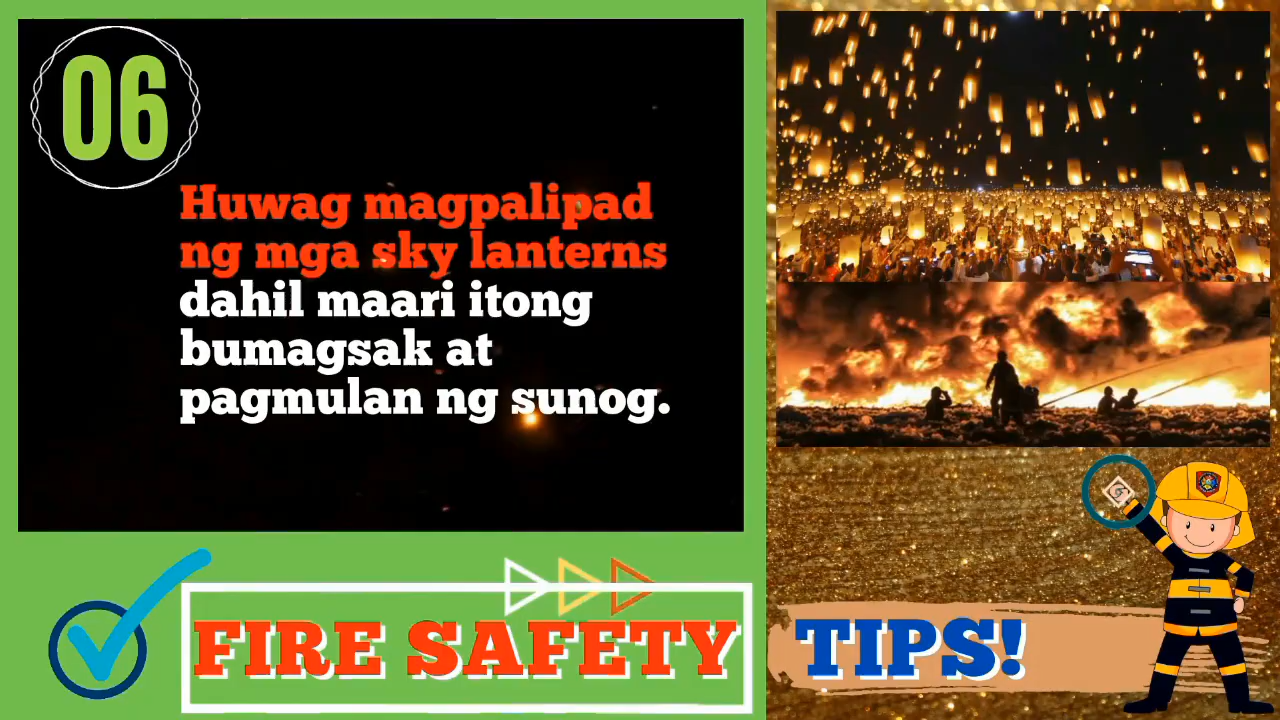 06
Huwag magpalipad
ng mga sky lanterns
dahil maari itong
bumagsak at
pagmulan ng sunog.
FIRE SAFETY TIPS!